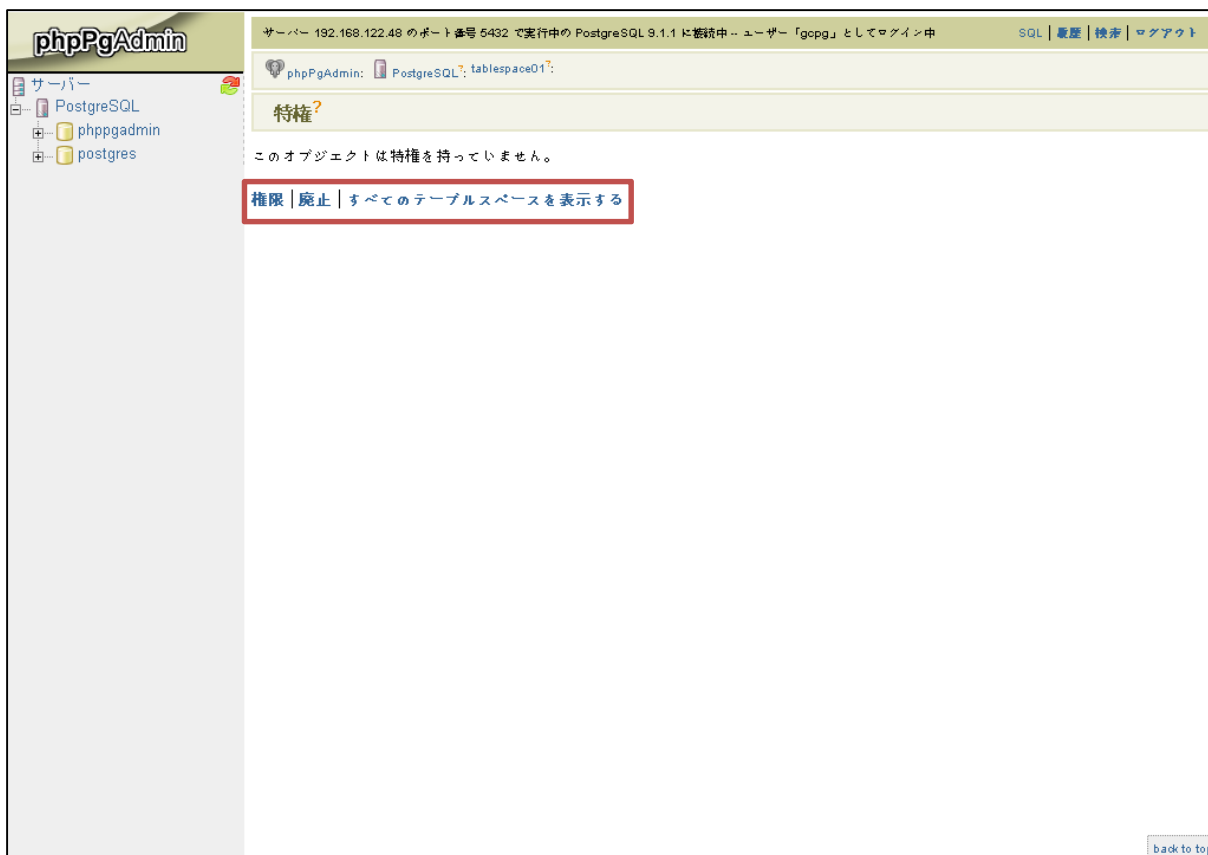 phpPgAdmin
サーバー 192.168.122.48 のポート番号 5432 で実行中の PostgreSQL 9.1.1 に接続中 -- ユーザー「gcpg」としてログイン中
SQL | 履歴 | 検索 | ログアウト
phpPgAdmin: PostgreSQL?: tablespace01?:
特権?
サーバー
PostgreSQL
phppgadmin
postgres
このオブジェクトは特権を持っていません。
権限 | 廃止 | すべてのテーブルスペースを表示する
back to top